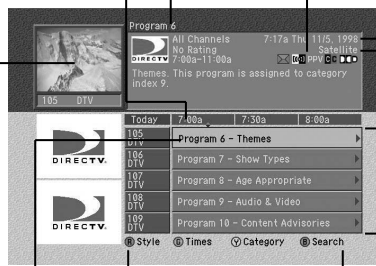 Program 6
All Channels 7:17a Thu 11/5, 1998
No Rating Satellite
DIRECTV 7:00a-11:00a PPV CC
Themes. This program is assigned to category
index 9.
105 DTV
Today 7:00a 7:30a 8:00a
105 DTV Program 6 - Themes
106 DTV Program 7 - Show Types
107 DTV Program 8 - Age Appropriate
108 DTV Program 9 - Audio & Video
109 DTV Program 10 - Content Advisories
DIRECTV
DIRECTV
R Style G Times Y Category B Search